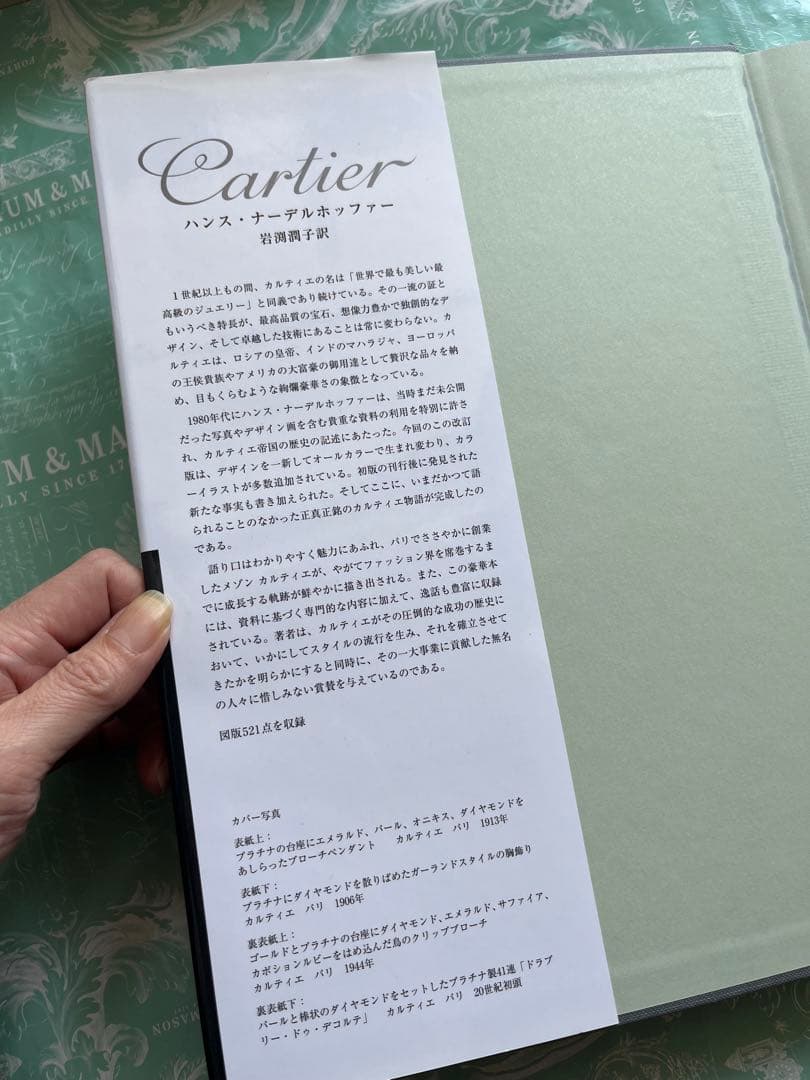 Cartier
ハンス・ナーデルホッファー
岩渕潤子訳
1世紀以上もの間、カルティエの名は「世界で最も美しい最
高級のジュエリー」と同義であり続けている。その一流の証と
もいうべき特長が、最高品質の宝石、想像力豊かで独創的なデ
ザイン、そして卓越した技術にあることは常に変わらない。カ
ルティエは、ロシアの皇帝、インドのマハラジャ、ヨーロッパ
の王侯貴族やアメリカの大富豪の御用達として贅沢な品々を納
め、目もくらむような絢爛豪華さの象徴となっている。
1980年代にハンス・ナーデルホッファーは、当時まだ未公開
だった写真やデザイン画を含む貴重な資料の利用を特別に許さ
れ、カルティエ帝国の歴史の記述にあたった。今回のこの改訂
版は、デザインを一新してオールカラーで生まれ変わり、カラ
ーイラストが多数追加されている。初版の刊行後に発見された
新たな事実も書き加えられた。そしてここに、いまだかつて語
られることのなかった正真正銘のカルティエ物語が完成したの
である。
語り口はわかりやすく魅力にあふれ、パリでささやかに創業
したメゾン カルティエが、やがてファッション界を席巻するま
でに成長する軌跡が鮮やかに描き出される。また、この豪華本
には、資料に基づく専門的な内容に加えて、逸話も豊富に収録
されている。著者は、カルティエがその圧倒的な成功の歴史に
おいて、いかにしてスタイルの流行を生み、それを確立させて
きたかを明らかにすると同時に、その一大事業に貢献した無名
の人々に惜しみない賞賛を与えているのである。
図版521点を収録
カバー写真
表紙上：
プラチナの台座にエメラルド、パール、オニキス、ダイヤモンドを
あしらったブローチペンダント カルティエ パリ 1913年
表紙下：
プラチナにダイヤモンドを散りばめたガーランドスタイルの胸飾り
カルティエ パリ 1906年
裏表紙上：
ゴールドとプラチナの台座にダイヤモンド、エメラルド、サファイア、
カボションルビーをはめ込んだ鳥のクリップブローチ
カルティエ パリ 1944年
裏表紙下：
パールと棒状のダイヤモンドをセットしたプラチナ製41連「ドラプ
リー・ドゥ・デコルテ」 カルティエ パリ 20世紀初頭
UM & MA
DILLY SINCE
UM & MA
LLY SINCE 17
MASON